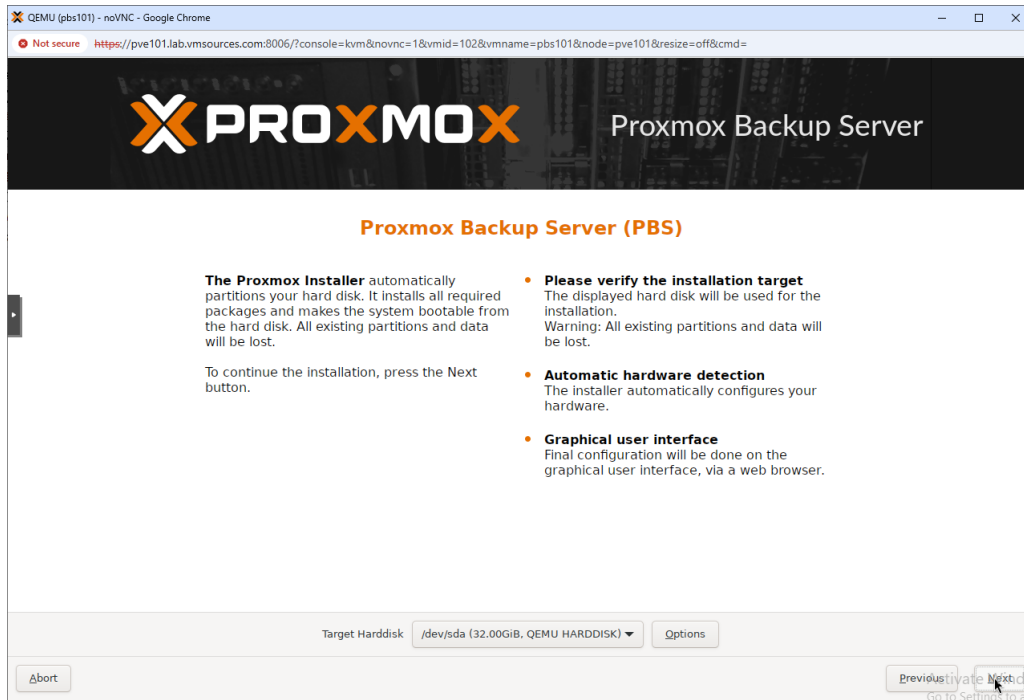 QEMU (pbs101) - noVNC - Google Chrome
Not secure https://pve101.lab.vmsources.com:8006/?console=kvm&novnc=1&vmid=102&vmname=pbs101&node=pve101&resize=off&cmd=
PROXMOX
Proxmox Backup Server
Proxmox Backup Server (PBS)
The Proxmox Installer automatically
partitions your hard disk. It installs all required
packages and makes the system bootable from
the hard disk. All existing partitions and data
will be lost.
To continue the installation, press the Next
button.
Please verify the installation target
The displayed hard disk will be used for the
installation.
Warning: All existing partitions and data will
be lost.
Automatic hardware detection
The installer automatically configures your
hardware.
Graphical user interface
Final configuration will be done on the
graphical user interface, via a web browser.
Target Harddisk /dev/sda (32.00GiB, QEMU HARDDISK) Options
Abort Previous Next